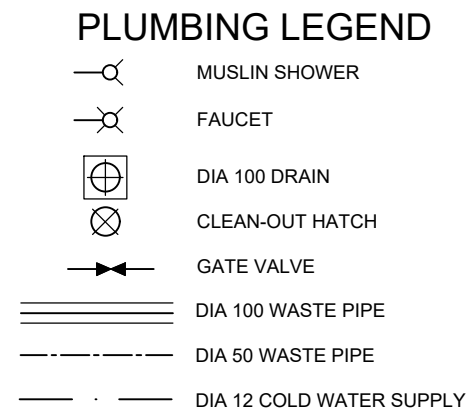 PLUMBING LEGEND
MUSLIN SHOWER
FAUCET
DIA 100 DRAIN
CLEAN-OUT HATCH
GATE VALVE
DIA 100 WASTE PIPE
DIA 50 WASTE PIPE
DIA 12 COLD WATER SUPPLY